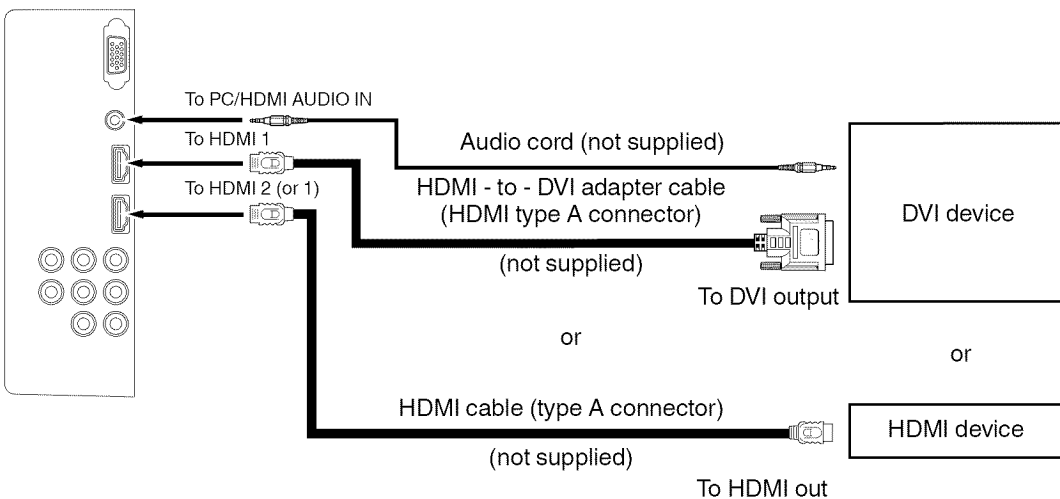 To PC/HDMI AUDIO IN
Audio cord (not supplied)
To HDMI 1
HDMI - to - DVI adapter cable
(HDMI type A connector)
To HDMI 2 (or 1)
DVI device
(not supplied)
To DVI output
or
or
HDMI cable (type A connector)
HDMI device
(not supplied)
To HDMI out